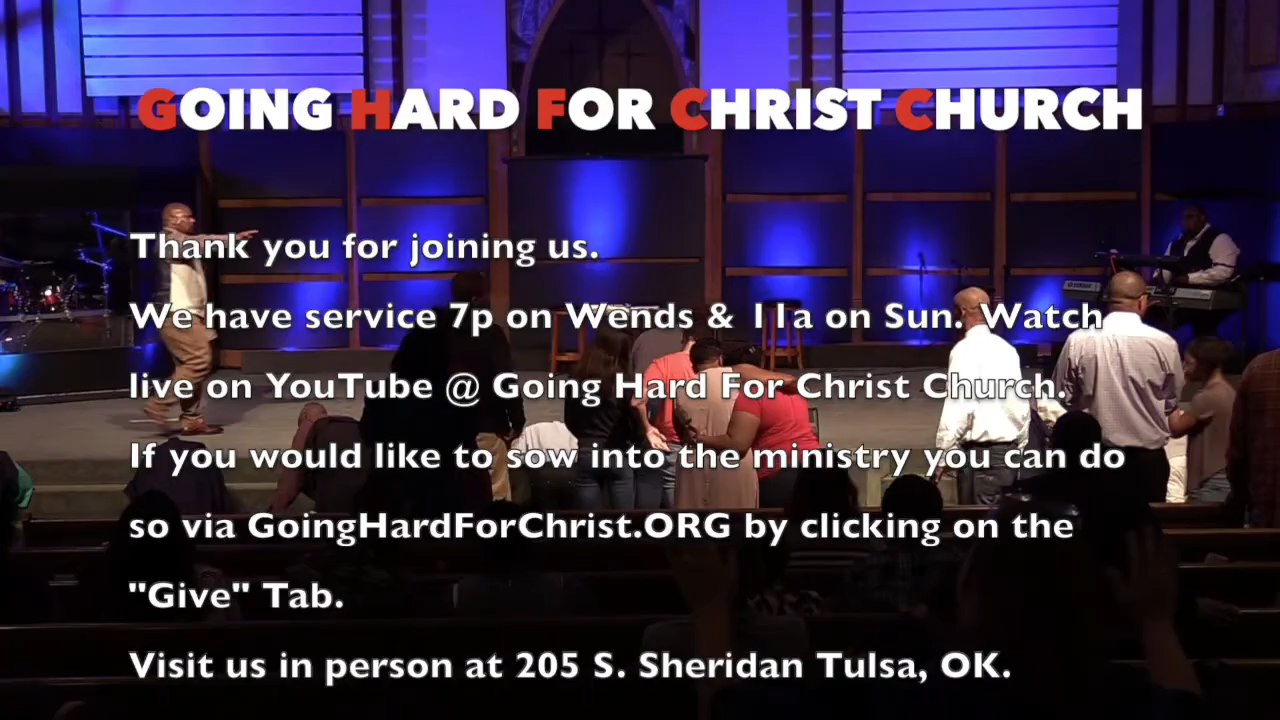 GOING HARD FOR CHRIST CHURCH
Thank you for joining us.
We have service 7p on Wends & 11a on Sun. Watch
live on YouTube @ Going Hard For Christ Church.
If you would like to sow into the ministry you can do
so via GoingHardForChrist.ORG by clicking on the
"Give" Tab.
Visit us in person at 205 S. Sheridan Tulsa, OK.